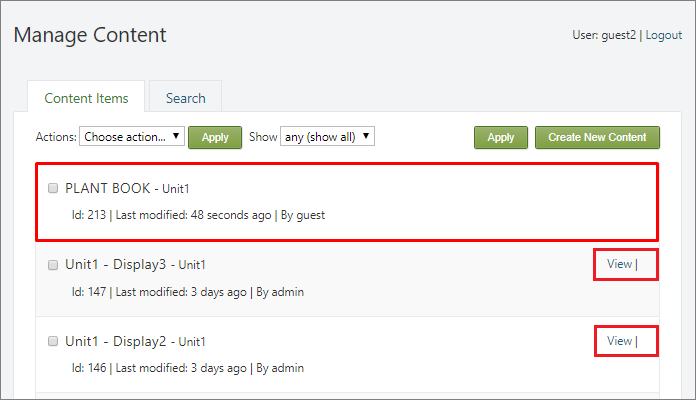 Manage Content
User: guest2 | Logout
Content Items
Search
Actions: Choose action... Apply Show any (show all) Apply Create New Content
PLANT BOOK - Unit1
Id: 213 | Last modified: 48 seconds ago | By guest
Unit1 - Display3 - Unit1 View |
Id: 147 | Last modified: 3 days ago | By admin
Unit1 - Display2 - Unit1 View |
Id: 146 | Last modified: 3 days ago | By admin